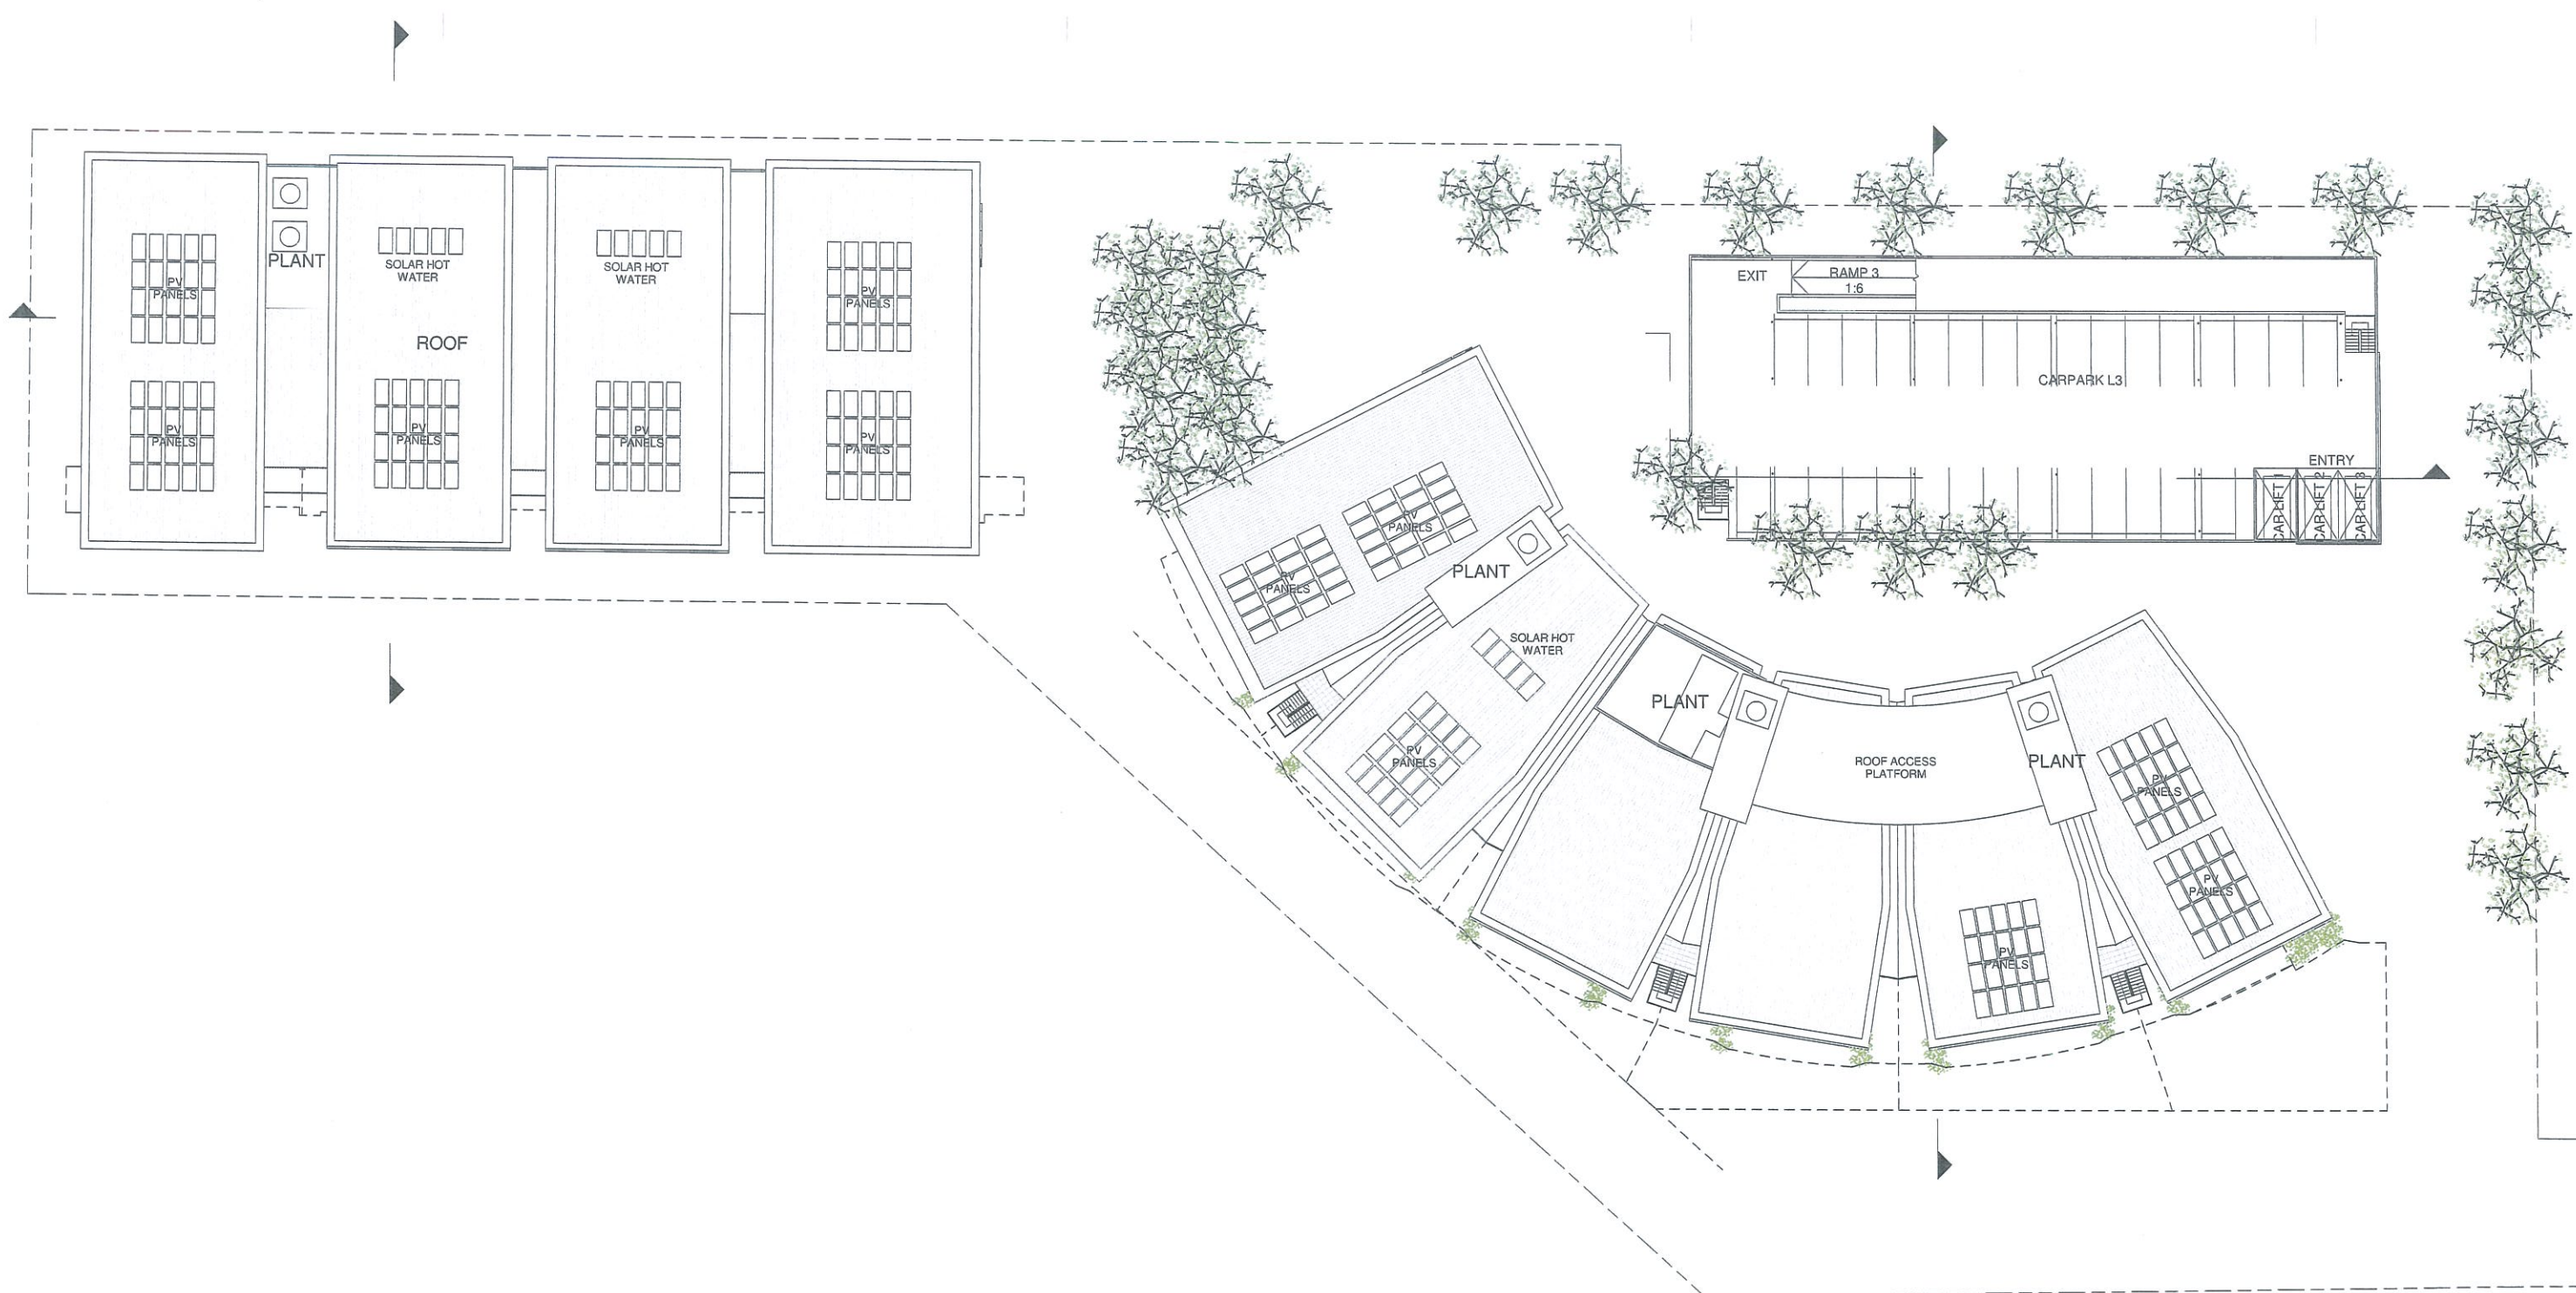 PLANT
SOLAR HOT
WATER
SOLAR HOT
WATER
PV
PANELS
PV
PANELS
ROOF
PV
PANELS
PV
PANELS
PV
PANELS
PV
PANELS
EXIT
RAMP 3
1:6
CARPARK L3
ENTRY
CAR LIFT 1
CAR LIFT 2
CAR LIFT 3
PV
PANELS
PV
PANELS
PLANT
SOLAR HOT
WATER
PV
PANELS
PLANT
ROOF ACCESS
PLATFORM
PLANT
PV
PANELS
PV
PANELS
PV
PANELS